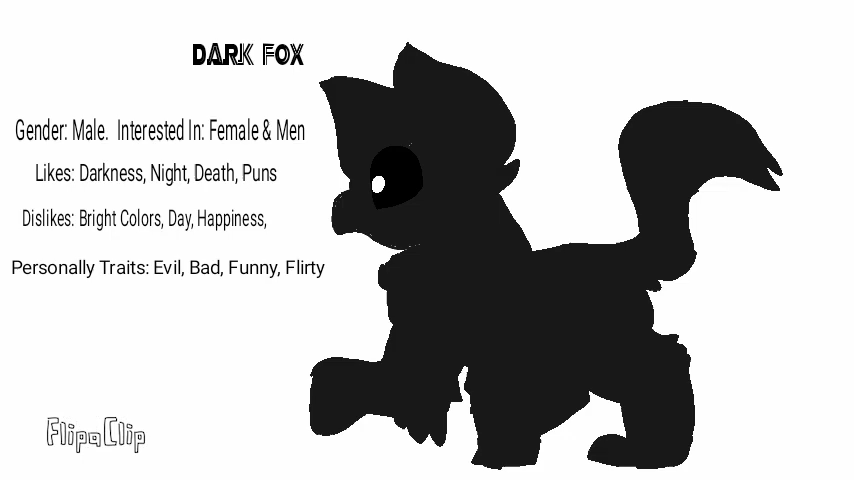 DARK FOX
Gender: Male. Interested In: Female & Men
Likes: Darkness, Night, Death, Puns
Dislikes: Bright Colors, Day, Happiness,
Personally Traits: Evil, Bad, Funny, Flirty
FlipaClip